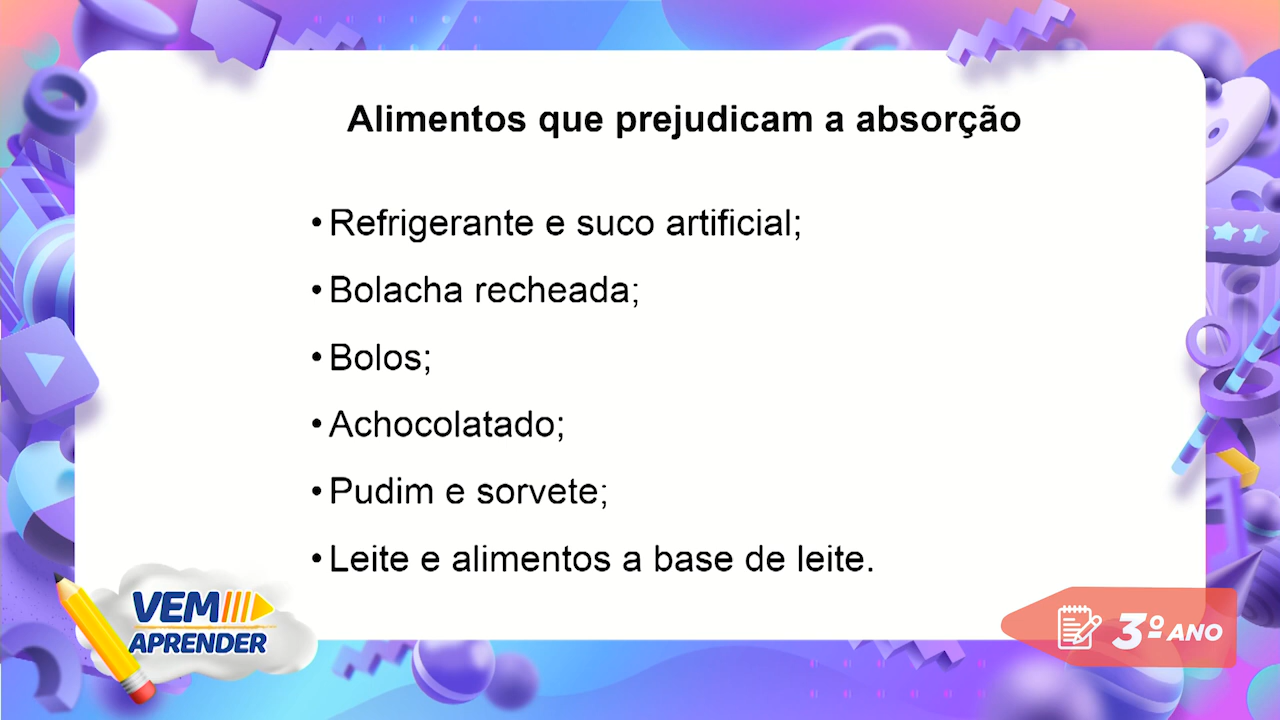 Alimentos que prejudicam a absorção
• Refrigerante e suco artificial;
• Bolacha recheada;
• Bolos;
• Achocolatado;
• Pudim e sorvete;
• Leite e alimentos a base de leite.
VEM
APRENDER
3º ANO